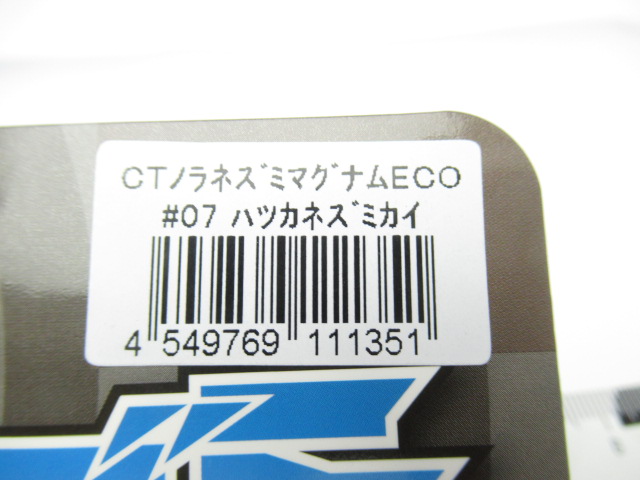 CTﾉﾗﾈｽﾞﾐﾏｸﾞﾅﾑECO
#07 ﾊﾂｶﾈｽﾞﾐｶｲ
4 549769 111351